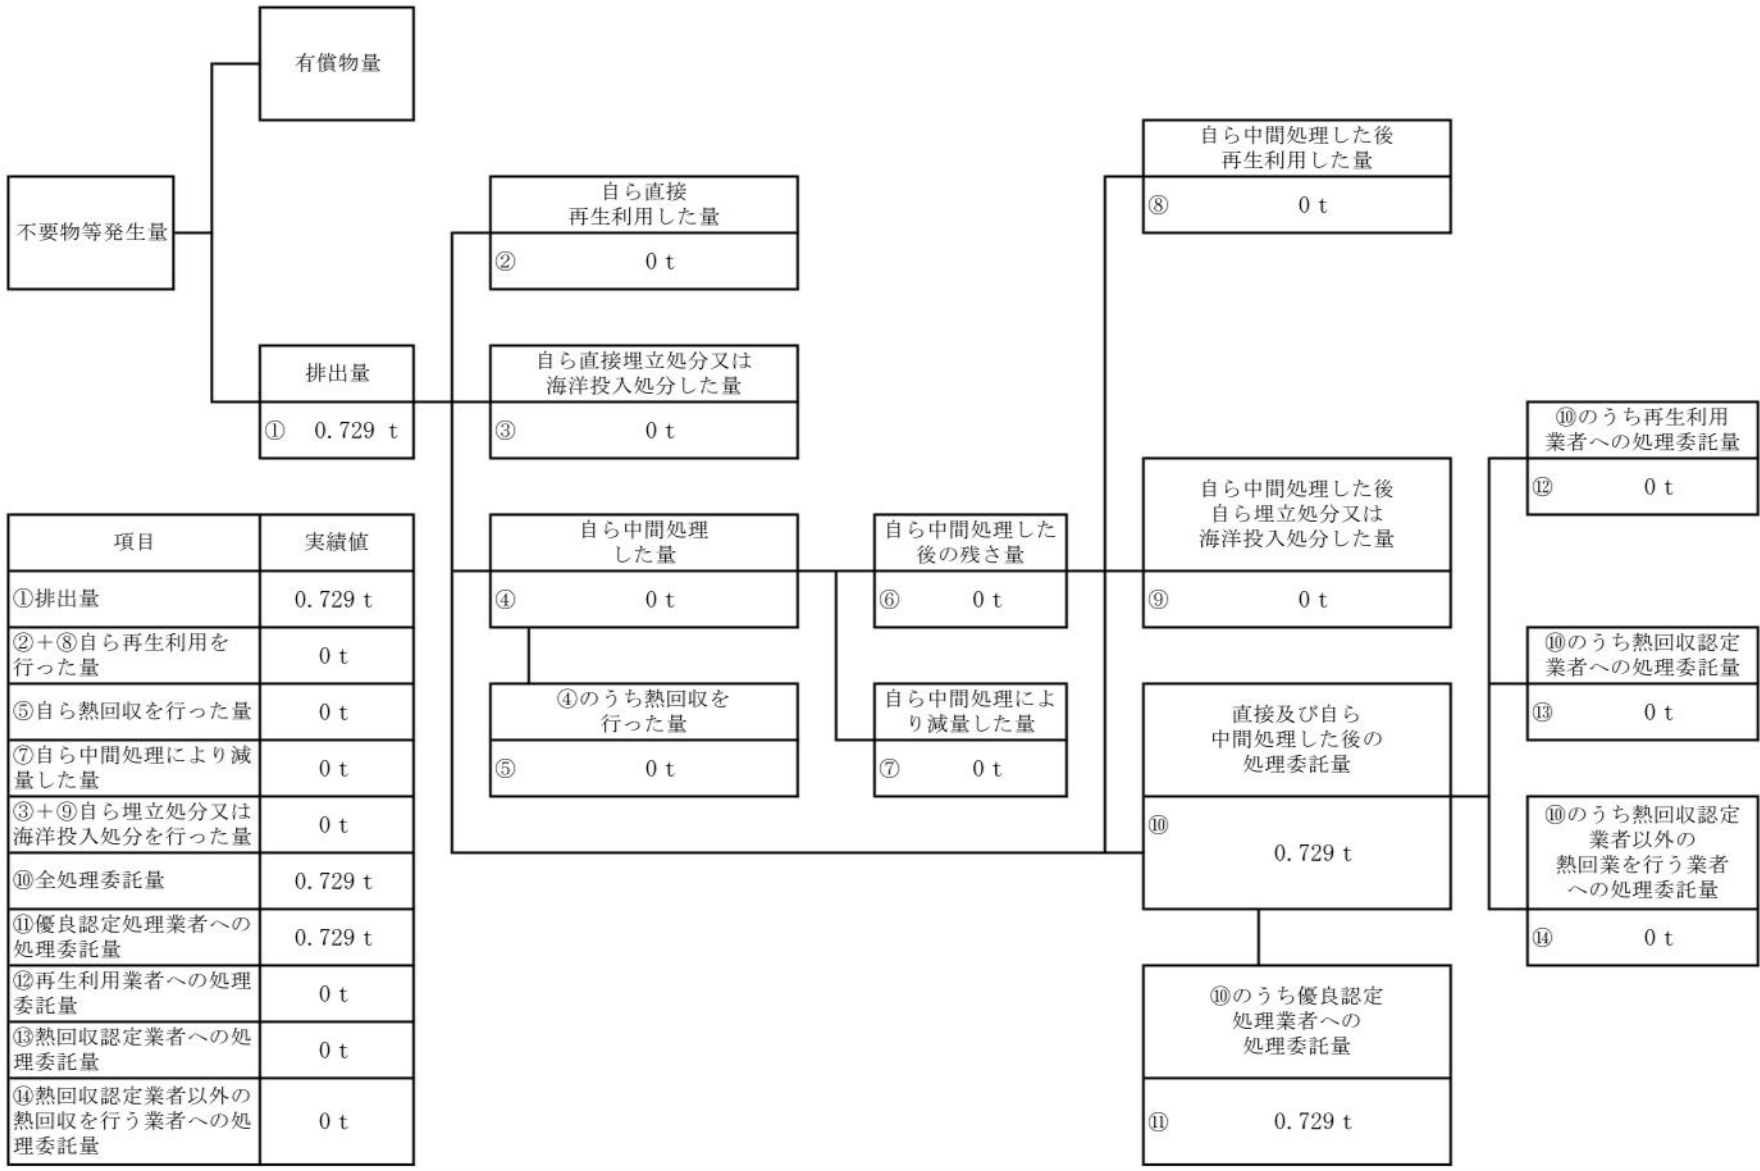 有償物量
不要物等発生量
排出量
① 0.729 t
自ら直接
再生利用した量
② 0 t
自ら直接埋立処分又は
海洋投入処分した量
③ 0 t
自ら中間処理
した量
④ 0 t
④のうち熱回収を
行った量
⑤ 0 t
自ら中間処理した
後の残さ量
⑥ 0 t
自ら中間処理によ
り減量した量
⑦ 0 t
自ら中間処理した後
再生利用した量
⑧ 0 t
自ら中間処理した後
自ら埋立処分又は
海洋投入処分した量
⑨ 0 t
直接及び自ら
中間処理した後の
処理委託量
⑩
0.729 t
⑩のうち優良認定
処理業者への
処理委託量
⑪ 0.729 t
⑩のうち再生利用
業者への処理委託量
⑫ 0 t
⑩のうち熱回収認定
業者への処理委託量
⑬ 0 t
⑩のうち熱回収認定
業者以外の
熱回業を行う業者
への処理委託量
⑭ 0 t
項目 実績値
①排出量 0.729 t
②＋⑧自ら再生利用を
行った量 0 t
⑤自ら熱回収を行った量 0 t
⑦自ら中間処理により減
量した量 0 t
③＋⑨自ら埋立処分又は
海洋投入処分を行った量 0 t
⑩全処理委託量 0.729 t
⑪優良認定処理業者への
処理委託量 0.729 t
⑫再生利用業者への処理
委託量 0 t
⑬熱回収認定業者への処
理委託量 0 t
⑭熱回収認定業者以外の
熱回収を行う業者への処 0 t
理委託量